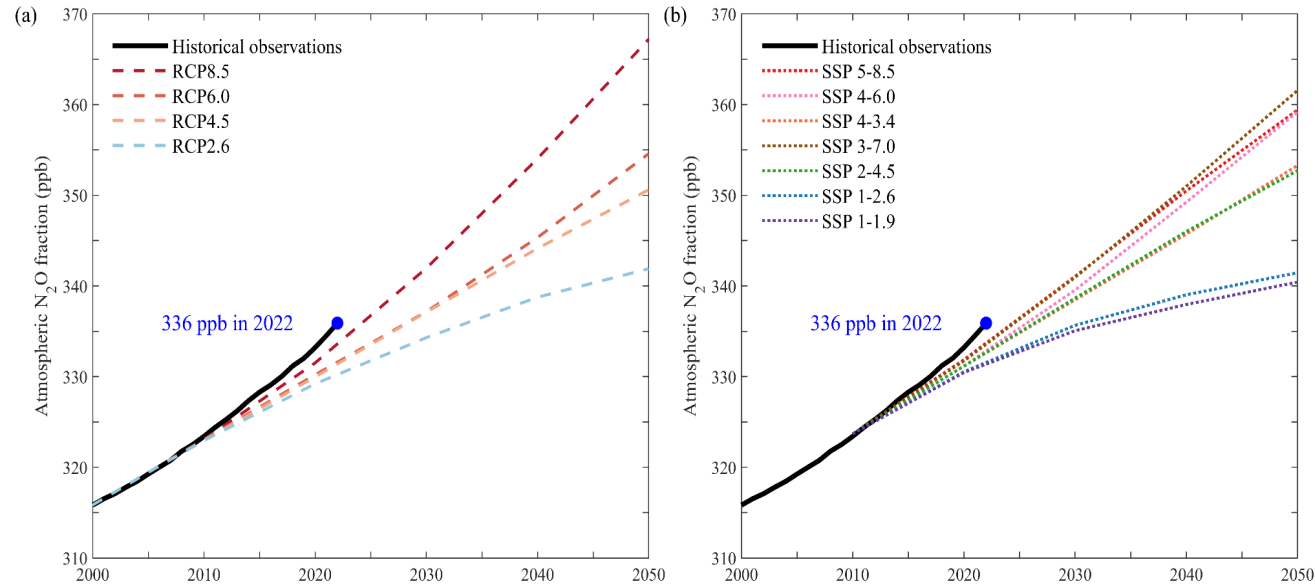 (a)
370
360
350
340
330
320
310
Atmospheric N₂O fraction (ppb)
Historical observations
RCP8.5
RCP6.0
RCP4.5
RCP2.6
336 ppb in 2022
2000
2010
2020
2030
2040
2050
(b)
370
360
350
340
330
320
310
Atmospheric N₂O fraction (ppb)
Historical observations
SSP 5-8.5
SSP 4-6.0
SSP 4-3.4
SSP 3-7.0
SSP 2-4.5
SSP 1-2.6
SSP 1-1.9
336 ppb in 2022
2000
2010
2020
2030
2040
2050